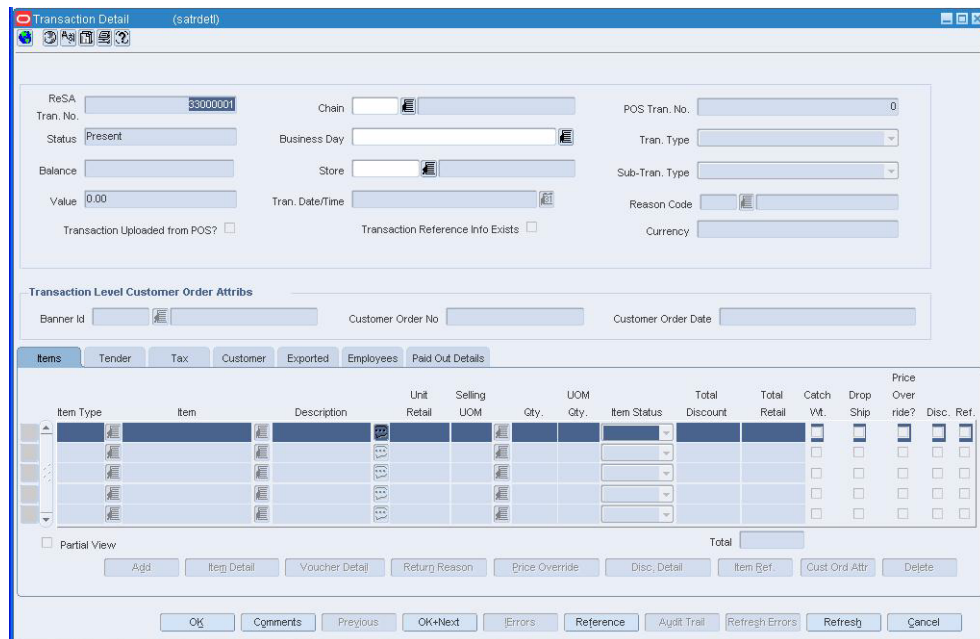 Transaction Detail (satrdetl)
ReSA Tran. No. 33000001 Chain POS Tran. No. 0
Status Present Business Day Tran. Type
Balance Store Sub-Tran. Type
Value 0.00 Tran. Date/Time Reason Code
Transaction Uploaded from POS? Transaction Reference Info Exists Currency
Transaction Level Customer Order Attribs
Banner Id Customer Order No Customer Order Date
Items Tender Tax Customer Exported Employees Paid Out Details
Item Type Item Description Unit Retail Selling UOM Qty. UOM Qty. Item Status Total Discount Total Retail Catch Wt. Drop Ship Price Over ride? Disc. Ref.
Partial View Total
Add Item Detail Voucher Detail Return Reason Price Override Disc. Detail Item Ref. Cust Ord Attr Delete
OK Comments Previous OK+Next !Errors Reference Audit Trail Refresh Errors Refresh Cancel